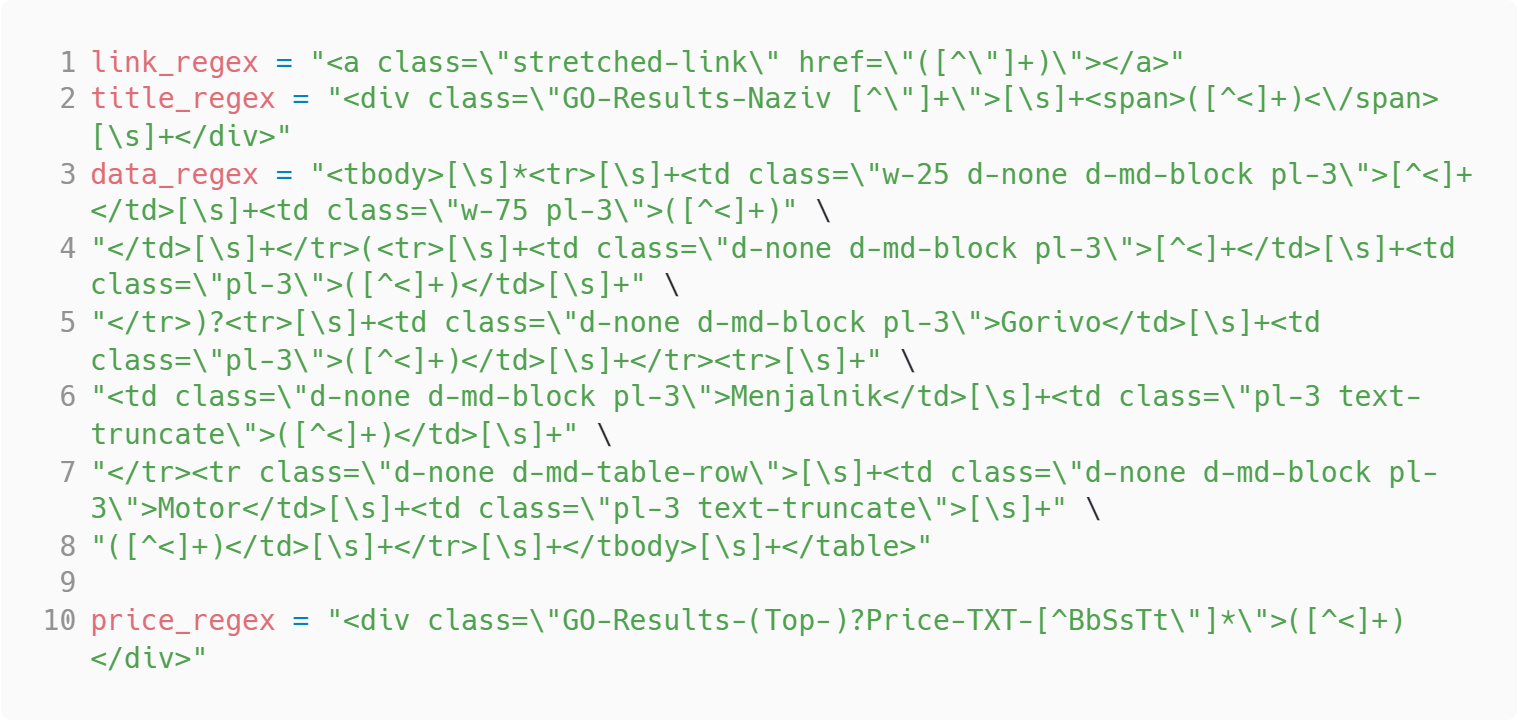 1 link_regex = "<a class=\"stretched-link\" href=\"([^\"]+)\"></a>"
2 title_regex = "<div class=\"GO-Results-Naziv [^\"]+\">[\s]+<span>([^<]+)<\/span>
[\s]+</div>"
3 data_regex = "<tbody>[\s]*<tr>[\s]+<td class=\"w-25 d-none d-md-block pl-3\">[^<]+
</td>[\s]+<td class=\"w-75 pl-3\">([^<]+)" \
4 "</td>[\s]+</tr>(<tr>[\s]+<td class=\"d-none d-md-block pl-3\">[^<]+</td>[\s]+<td
class=\"pl-3\">([^<]+)</td>[\s]+" \
5 "</tr>)?<tr>[\s]+<td class=\"d-none d-md-block pl-3\">Gorivo</td>[\s]+<td
class=\"pl-3\">([^<]+)</td>[\s]+</tr><tr>[\s]+" \
6 "<td class=\"d-none d-md-block pl-3\">Menjalnik</td>[\s]+<td class=\"pl-3 text-
truncate\">([^<]+)</td>[\s]+" \
7 "</tr><tr class=\"d-none d-md-table-row\">[\s]+<td class=\"d-none d-md-block pl-
3\">Motor</td>[\s]+<td class=\"pl-3 text-truncate\">[\s]+" \
8 "([^<]+)</td>[\s]+</tr>[\s]+</tbody>[\s]+</table>"
9
10 price_regex = "<div class=\"GO-Results-(Top-)?Price-TXT-[^BbSsTt\"]*\">([^<]+)
</div>"